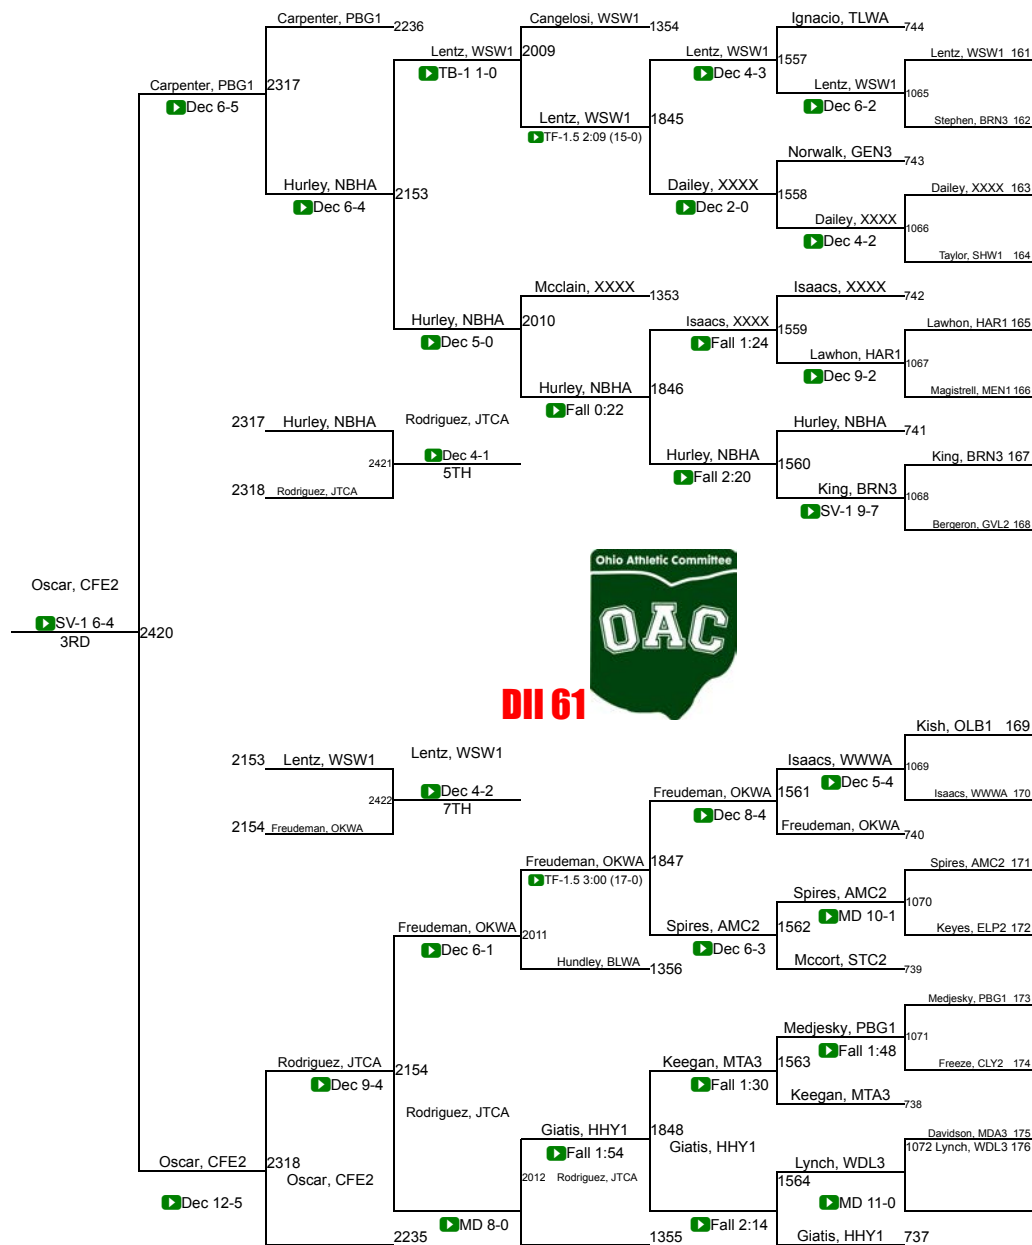 Carpenter, PBG1
2236
Cangelosi, WSW1
1354
Ignacio, TLWA
744
Lentz, WSW1
2009
TB-1 1-0
Lentz, WSW1
1557
Dec 4-3
Lentz, WSW1 161
Lentz, WSW1
1065
Dec 6-2
Stephen, BRN3 162
Carpenter, PBG1
2317
Dec 6-5
Lentz, WSW1
1845
TF-1.5 2:09 (15-0)
Norwalk, GEN3
743
Hurley, NBHA
2153
Dec 6-4
Dailey, XXXX
1558
Dec 2-0
Dailey, XXXX 163
Dailey, XXXX
1066
Dec 4-2
Taylor, SHW1 164
Mcclain, XXXX
1353
Isaacs, XXXX
742
Hurley, NBHA
2010
Dec 5-0
Isaacs, XXXX
1559
Fall 1:24
Lawhon, HAR1 165
Lawhon, HAR1
1067
Dec 9-2
Magistrell, MEN1 166
Hurley, NBHA
1846
Fall 0:22
2317 Hurley, NBHA
Rodriguez, JTCA
2421
Dec 4-1
5TH
2318 Rodriguez, JTCA
Hurley, NBHA
741
Hurley, NBHA
1560
Fall 2:20
King, BRN3 167
King, BRN3
1068
SV-1 9-7
Bergeron, GVL2 168
Ohio Athletic Committee
OAC
Oscar, CFE2
SV-1 6-4
3RD
2420
DII 61
Kish, OLB1 169
2153 Lentz, WSW1
Lentz, WSW1
2422
Dec 4-2
7TH
2154 Freudeman, OKWA
Isaacs, WWWA
1069
Dec 5-4
Isaacs, WWWA 170
Freudeman, OKWA
1561
Dec 8-4
Freudeman, OKWA
740
Freudeman, OKWA
1847
TF-1.5 3:00 (17-0)
Spires, AMC2 171
Spires, AMC2
1070
MD 10-1
Keyes, ELP2 172
Freudeman, OKWA
2011
Dec 6-1
Spires, AMC2
1562
Dec 6-3
Hundley, BLWA
1356
Mccort, STC2
739
Medjesky, PBG1 173
Medjesky, PBG1
1071
Fall 1:48
Freeze, CLY2 174
Rodriguez, JTCA
2154
Dec 9-4
Keegan, MTA3
1563
Fall 1:30
Keegan, MTA3
738
Rodriguez, JTCA
Giatis, HHY1
1848
Fall 1:54
Giatis, HHY1
Davidson, MDA3 175
1072 Lynch, WDL3 176
Oscar, CFE2
2318
Oscar, CFE2
Dec 12-5
2012 Rodriguez, JTCA
Lynch, WDL3
1564
MD 11-0
2235
MD 8-0
1355
Fall 2:14
Giatis, HHY1
737